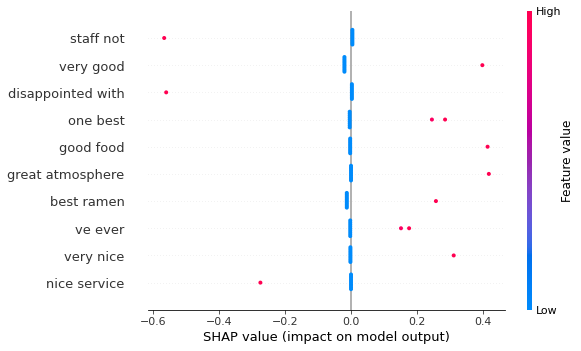 High
staff not
very good
disappointed with
one best
good food
great atmosphere
best ramen
ve ever
very nice
nice service
Feature value
Low
−0.6 −0.4 −0.2 0.0 0.2 0.4
SHAP value (impact on model output)